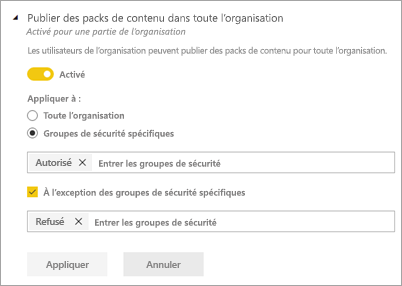 Publier des packs de contenu dans toute l'organisation
Activé pour une partie de l'organisation
Les utilisateurs de l'organisation peuvent publier des packs de contenu pour toute l'organisation.
Activé
Appliquer à :
Toute l'organisation
Groupes de sécurité spécifiques
Autorisé × Entrer les groupes de sécurité
À l'exception des groupes de sécurité spécifiques
Refusé × Entrer les groupes de sécurité
Appliquer Annuler